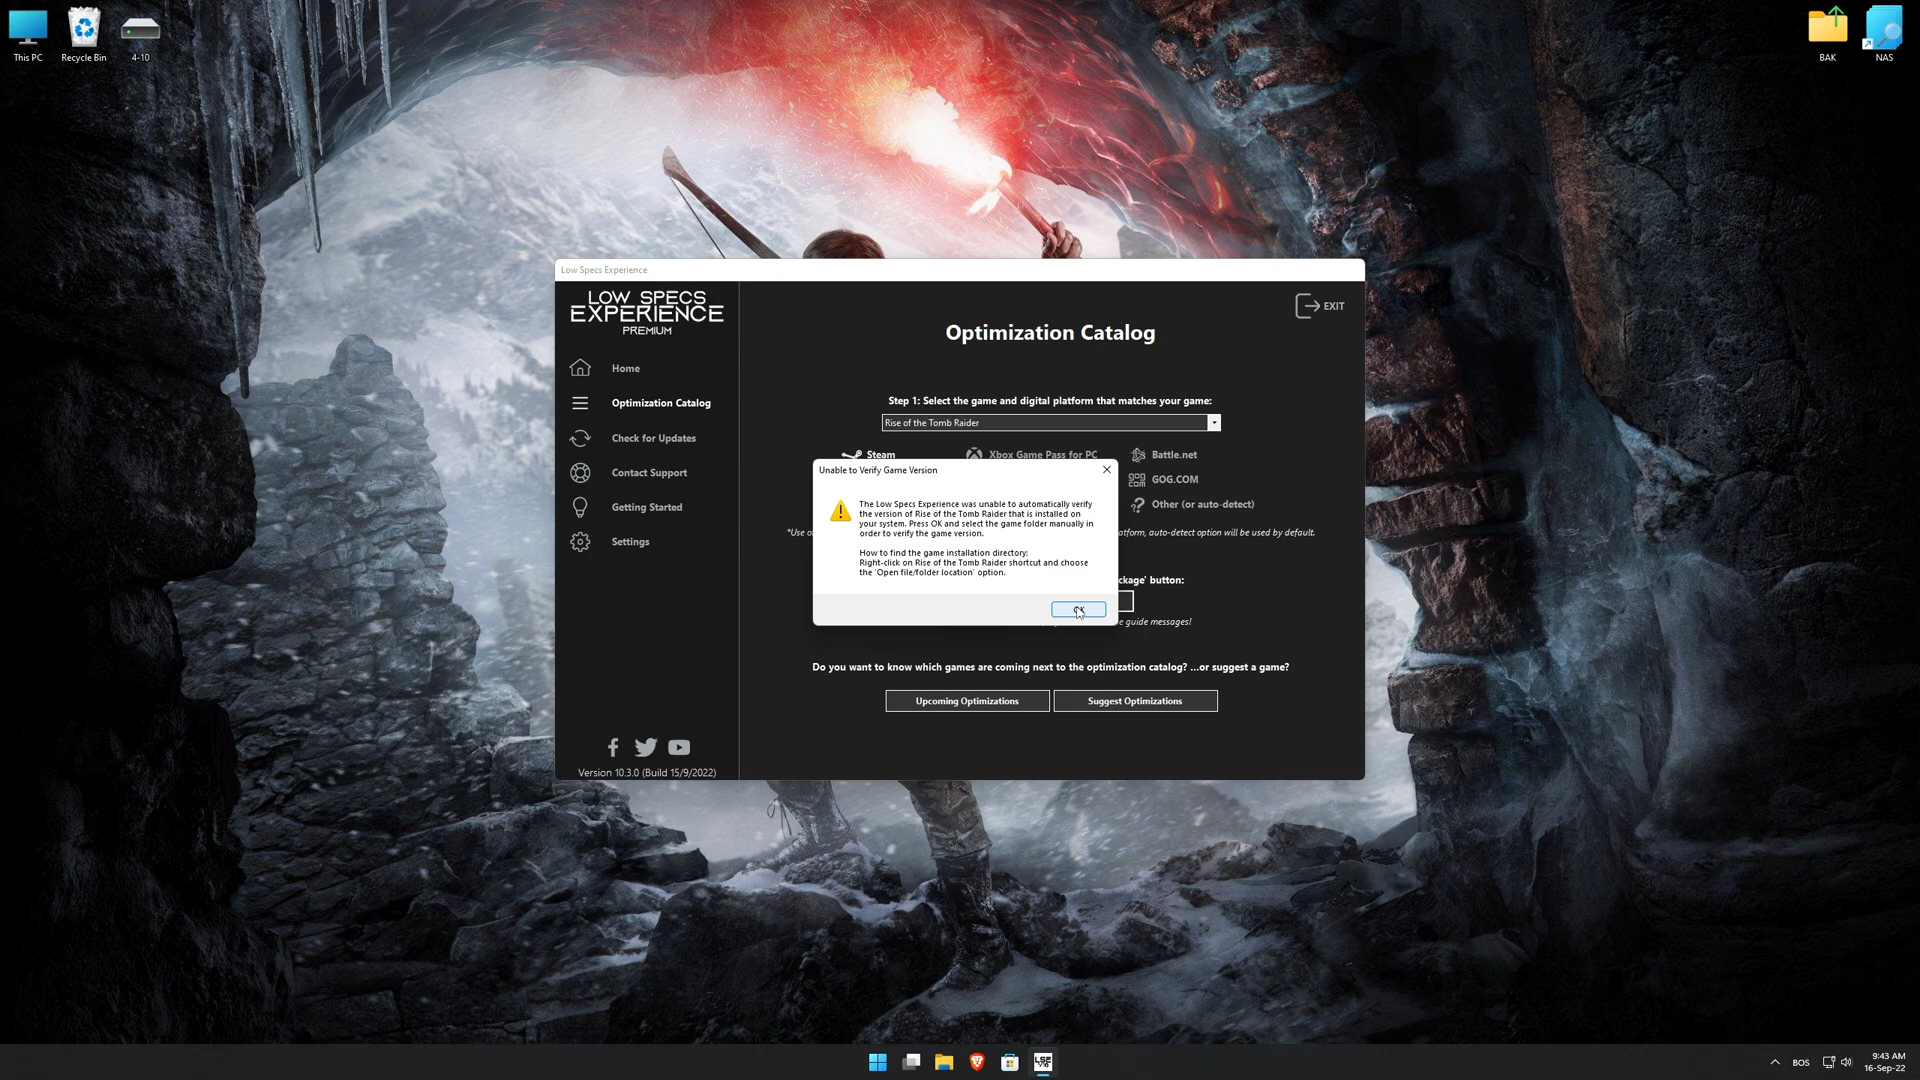 This PC
Recycle Bin
4-10
BAK
NAS
Low Specs Experience
LOW SPECS
EXPERIENCE
PREMIUM
Home
Optimization Catalog
Check for Updates
Contact Support
Getting Started
Settings
Version 10.3.0 (Build 15/9/2022)
EXIT
Optimization Catalog
Step 1: Select the game and digital platform that matches your game:
Rise of the Tomb Raider
Steam
Xbox Game Pass for PC
Battle.net
GOG.COM
Other (or auto-detect)
*Use o
atform, auto-detect option will be used by default.
ckage' button:
e guide messages!
Do you want to know which games are coming next to the optimization catalog? ...or suggest a game?
Upcoming Optimizations
Suggest Optimizations
Unable to Verify Game Version
The Low Specs Experience was unable to automatically verify
the version of Rise of the Tomb Raider that is installed on
your system. Press OK and select the game folder manually in
order to verify the game version.
How to find the game installation directory:
Right-click on Rise of the Tomb Raider shortcut and choose
the 'Open file/folder location' option.
OK
LSE
BOS
9:43 AM
16-Sep-22